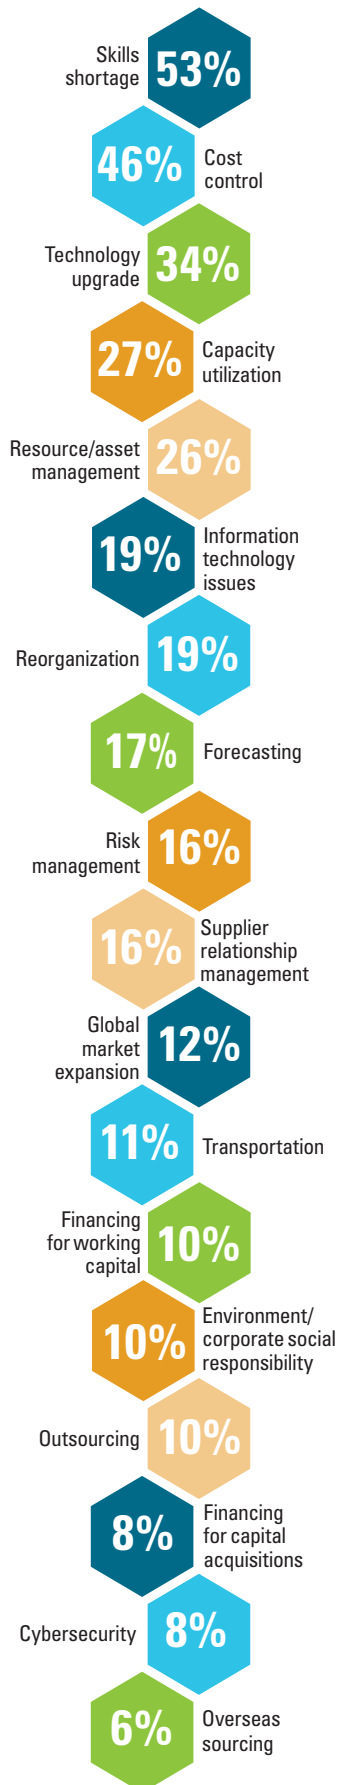 Skills
shortage
53%
46%
Cost
control
Technology
upgrade
34%
27%
Capacity
utilization
Resource/asset
management
26%
19%
Information
technology
issues
Reorganization
19%
17%
Forecasting
Risk
management
16%
16%
Supplier
relationship
management
Global
market
expansion
12%
11%
Transportation
Financing
for working
capital
10%
10%
Environment/
corporate social
responsibility
Outsourcing
10%
8%
Financing
for capital
acquisitions
Cybersecurity
8%
6%
Overseas
sourcing